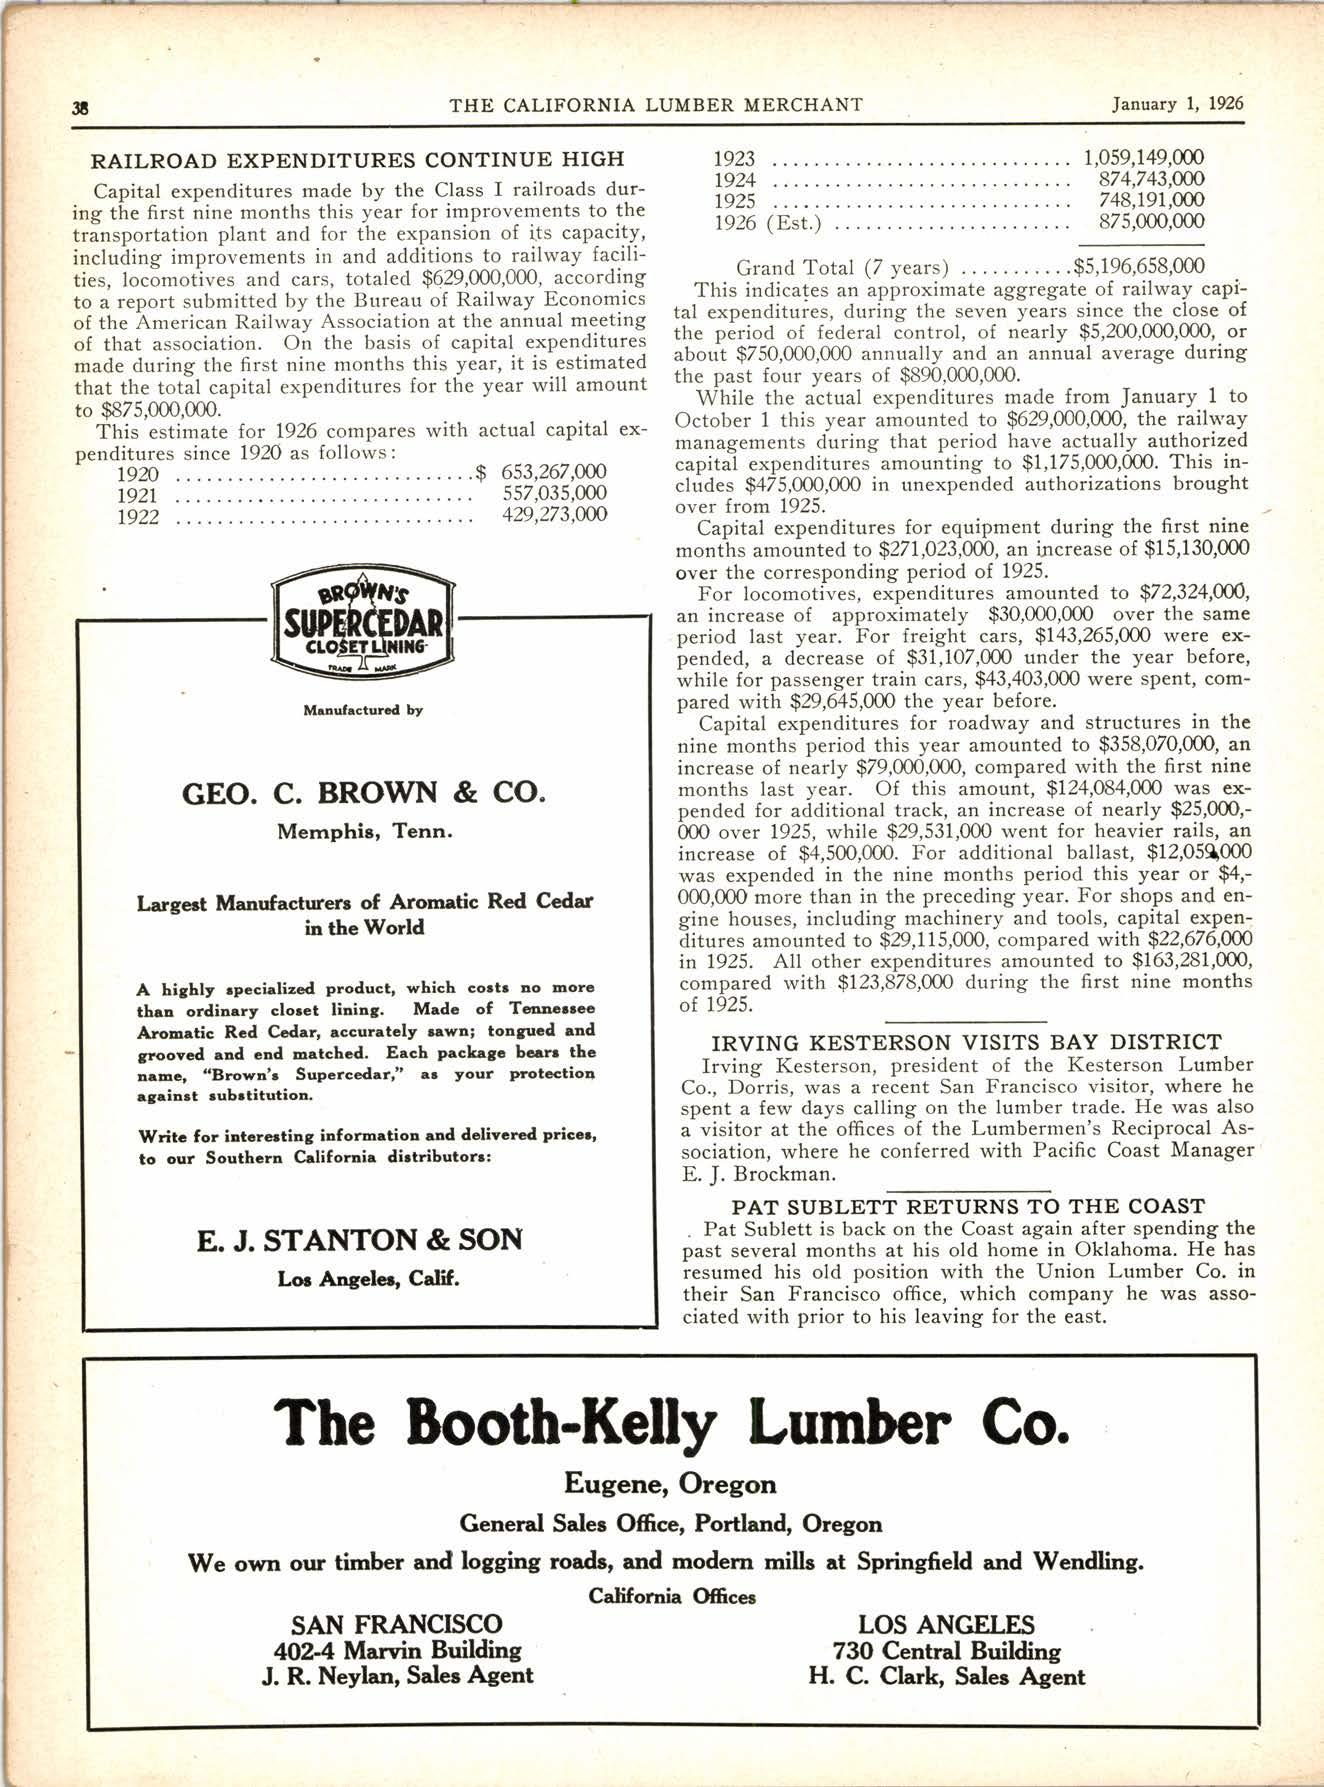 38
THE CALIFORNIA LUMBER MERCHANT
January 1, 1926
RAILROAD EXPENDITURES CONTINUE HIGH
Capital expenditures made by the Class I railroads dur-
ing the first nine months this year for improvements to the
transportation plant and for the expansion of its capacity,
including improvements in and additions to railway facili-
ties, locomotives and cars, totaled $629,000,000, according
to a report submitted by the Bureau of Railway Economics
of the American Railway Association at the annual meeting
of that association. On the basis of capital expenditures
made during the first nine months this year, it is estimated
that the total capital expenditures for the year will amount
to $875,000,000.
This estimate for 1926 compares with actual capital ex-
penditures since 1920 as follows:
1920 .............................$ 653,267,000
1921 ............................. 557,035,000
1922 ............................. 429,273,000
BROWN'S
SUPERCEDAR
CLOSET LINING
TRADE MARK
Manufactured by
GEO. C. BROWN & CO.
Memphis, Tenn.
Largest Manufacturers of Aromatic Red Cedar
in the World
A highly specialized product, which costs no more
than ordinary closet lining. Made of Tennessee
Aromatic Red Cedar, accurately sawn; tongued and
grooved and end matched. Each package bears the
name, "Brown's Supercedar," as your protection
against substitution.
Write for interesting information and delivered prices,
to our Southern California distributors:
E. J. STANTON & SON
Los Angeles, Calif.
1923 ............................. 1,059,149,000
1924 ............................. 874,743,000
1925 ............................. 748,191,000
1926 (Est.) ....................... 875,000,000
Grand Total (7 years) ...........$5,196,658,000
This indicates an approximate aggregate of railway capi-
tal expenditures, during the seven years since the close of
the period of federal control, of nearly $5,200,000,000, or
about $750,000,000 annually and an annual average during
the past four years of $890,000,000.
While the actual expenditures made from January 1 to
October 1 this year amounted to $629,000,000, the railway
managements during that period have actually authorized
capital expenditures amounting to $1,175,000,000. This in-
cludes $475,000,000 in unexpended authorizations brought
over from 1925.
Capital expenditures for equipment during the first nine
months amounted to $271,023,000, an increase of $15,130,000
over the corresponding period of 1925.
For locomotives, expenditures amounted to $72,324,000,
an increase of approximately $30,000,000 over the same
period last year. For freight cars, $143,265,000 were ex-
pended, a decrease of $31,107,000 under the year before,
while for passenger train cars, $43,403,000 were spent, com-
pared with $29,645,000 the year before.
Capital expenditures for roadway and structures in the
nine months period this year amounted to $358,070,000, an
increase of nearly $79,000,000, compared with the first nine
months last year. Of this amount, $124,084,000 was ex-
pended for additional track, an increase of nearly $25,000,-
000 over 1925, while $29,531,000 went for heavier rails, an
increase of $4,500,000. For additional ballast, $12,059,000
was expended in the nine months period this year or $4,-
000,000 more than in the preceding year. For shops and en-
gine houses, including machinery and tools, capital expen-
ditures amounted to $29,115,000, compared with $22,676,000
in 1925. All other expenditures amounted to $163,281,000,
compared with $123,878,000 during the first nine months
of 1925.
IRVING KESTERSON VISITS BAY DISTRICT
Irving Kesterson, president of the Kesterson Lumber
Co., Dorris, was a recent San Francisco visitor, where he
spent a few days calling on the lumber trade. He was also
a visitor at the offices of the Lumbermen's Reciprocal As-
sociation, where he conferred with Pacific Coast Manager
E. J. Brockman.
PAT SUBLETT RETURNS TO THE COAST
Pat Sublett is back on the Coast again after spending the
past several months at his old home in Oklahoma. He has
resumed his old position with the Union Lumber Co. in
their San Francisco office, which company he was asso-
ciated with prior to his leaving for the east.
The Booth-Kelly Lumber Co.
Eugene, Oregon
General Sales Office, Portland, Oregon
We own our timber and logging roads, and modern mills at Springfield and Wendling.
California Offices
SAN FRANCISCO
402-4 Marvin Building
J. R. Neylan, Sales Agent
LOS ANGELES
730 Central Building
H. C. Clark, Sales Agent